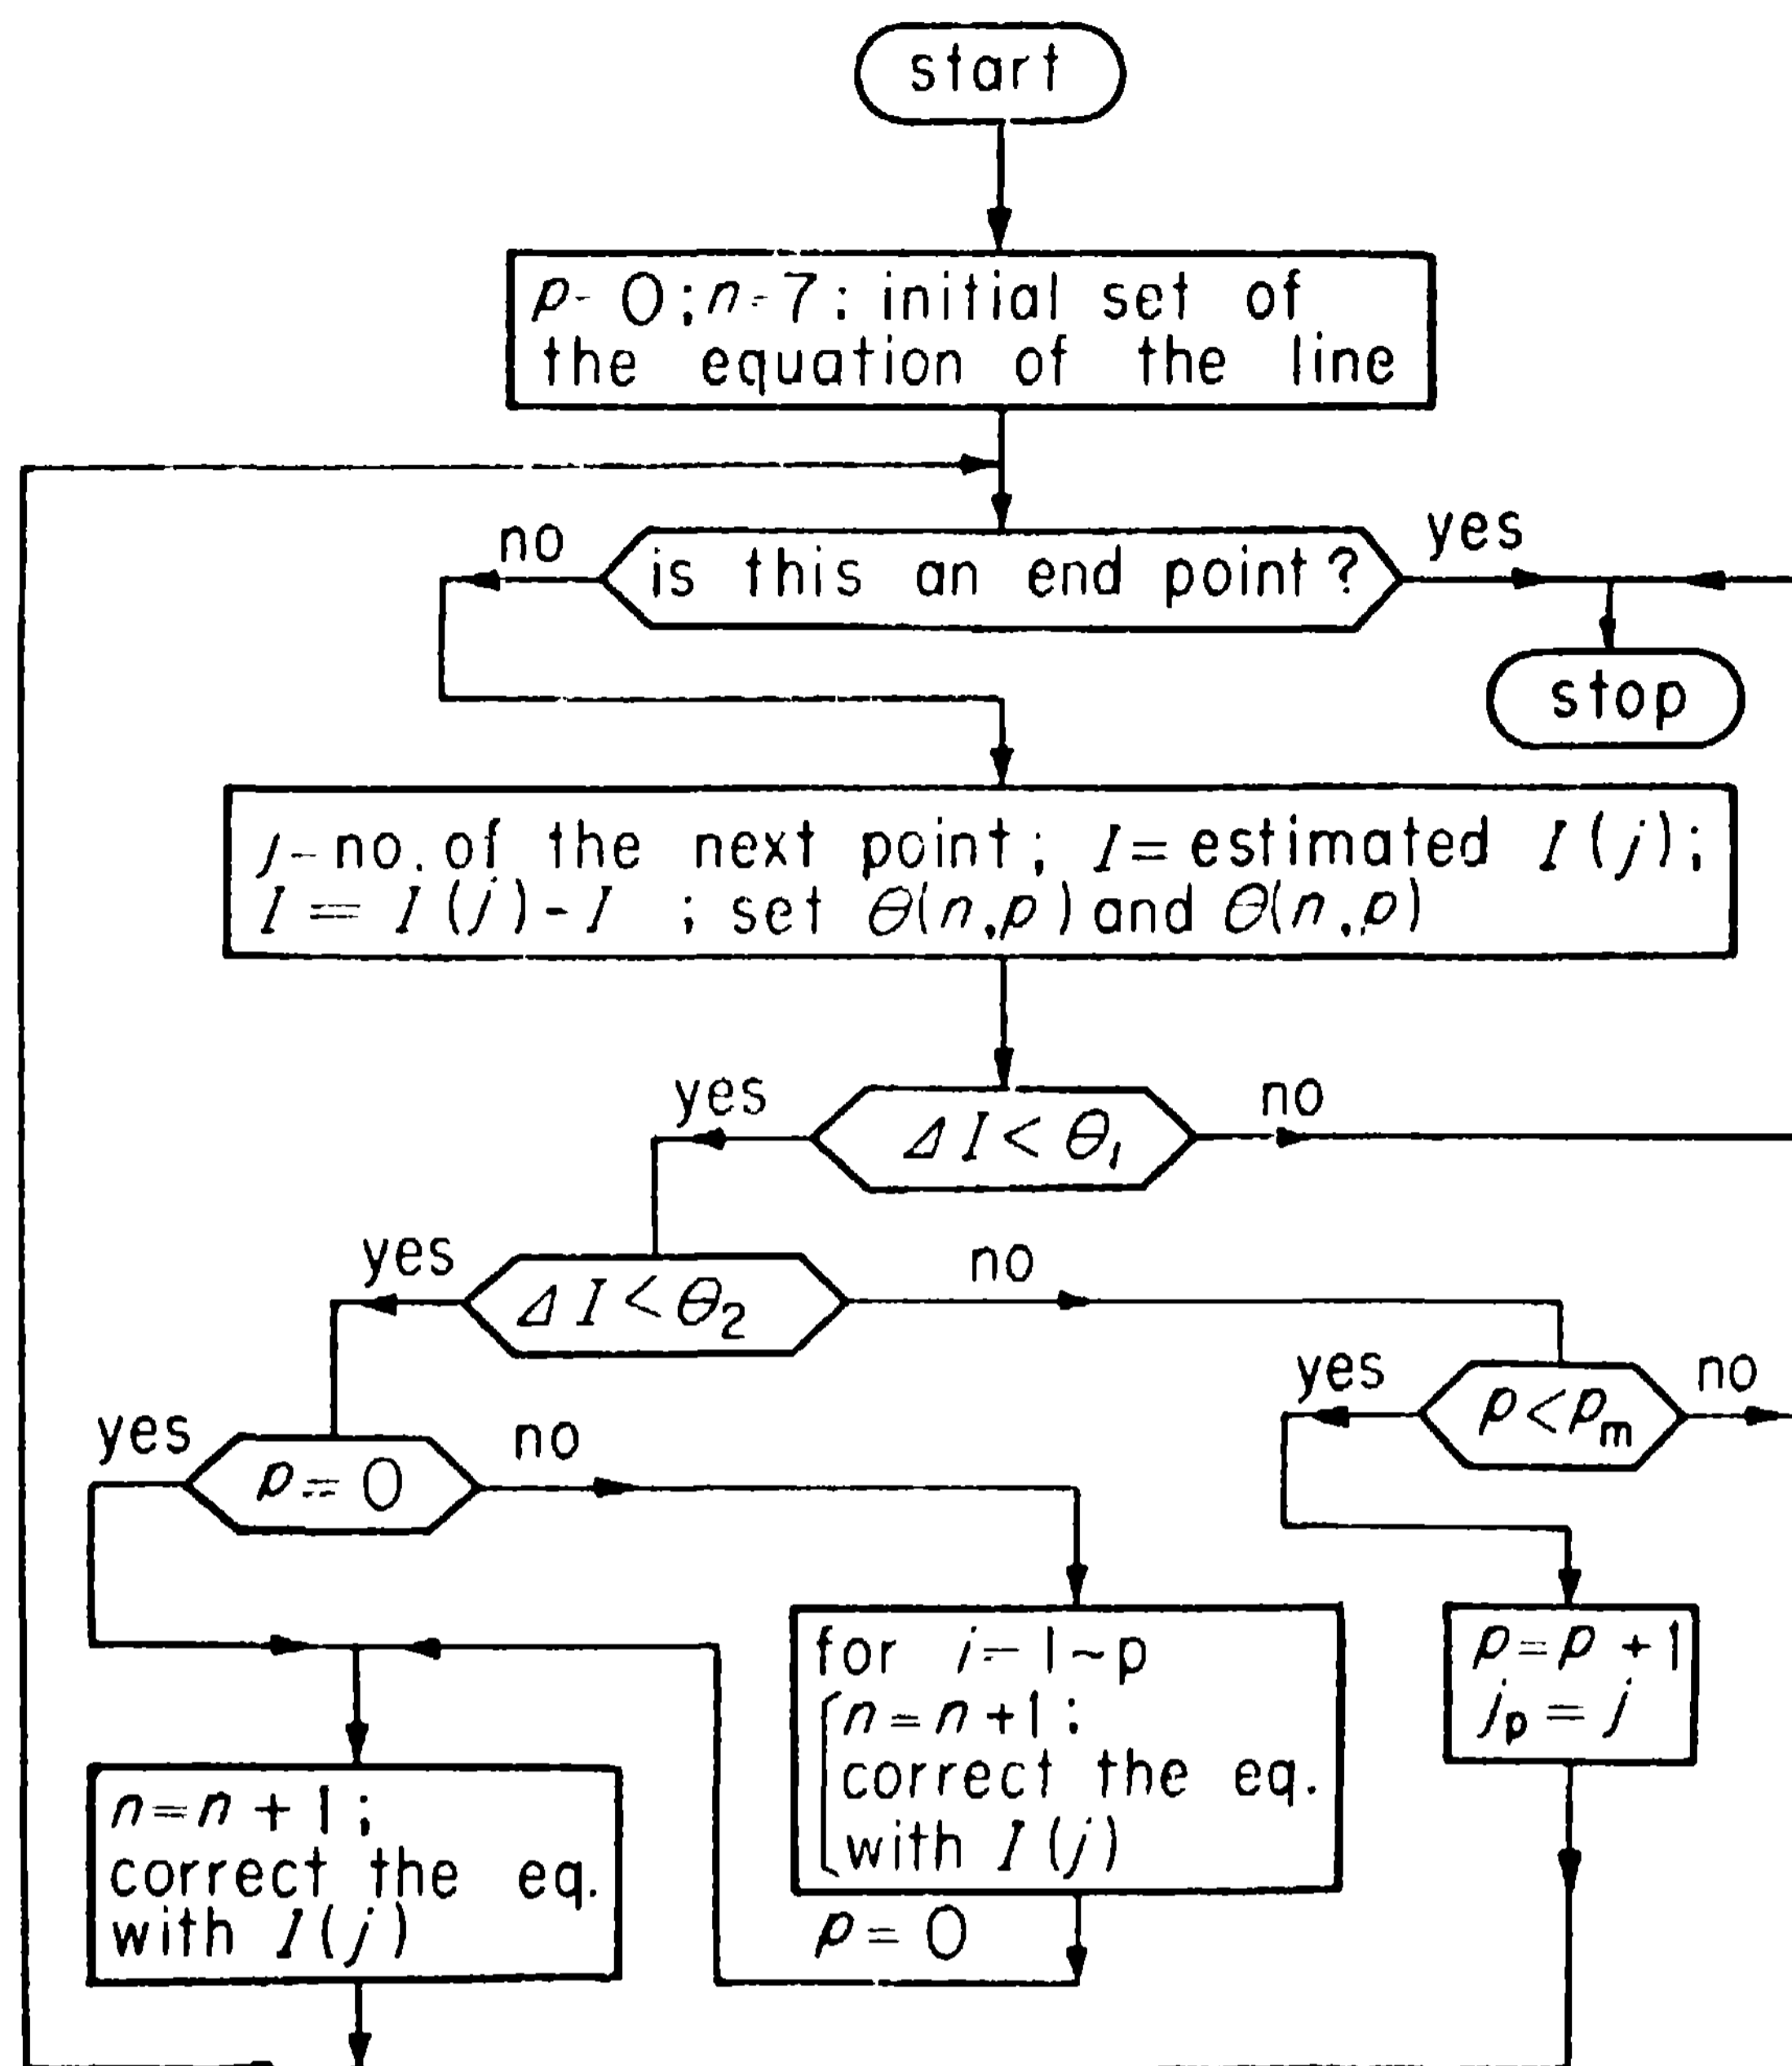 start
p- 0;n=7: initial set of
the equation of the line
no
is this an end point?
yes
stop
j-no. of the next point; I=estimated I(j);
I = I(j)-I ; set θ(n,p) and θ(n,p)
yes
ΔI<θ₁
no
yes
ΔI<θ₂
no
yes
p<pₘ
no
yes
p=0
no
for i=1~p
n=n+1:
correct the eq.
with I(j)
p=p+1
jₚ=j
n=n+1;
correct the eq.
with I(j)
p=0